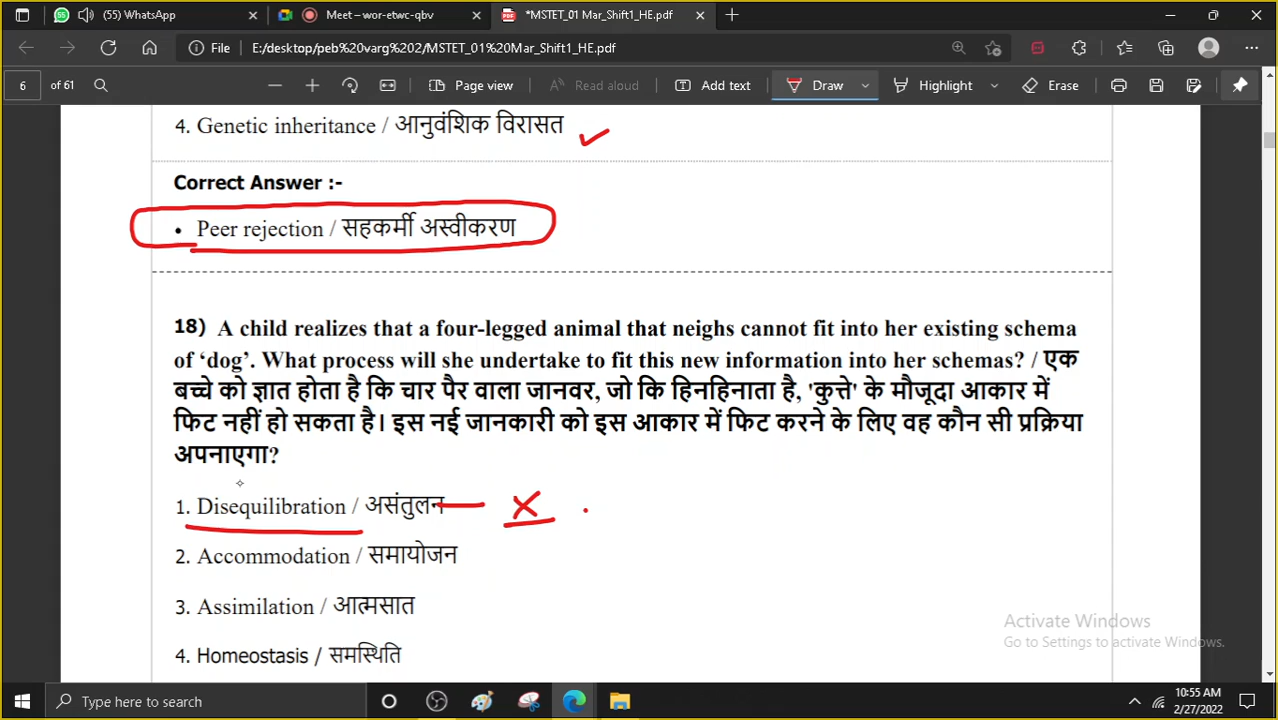 (55) WhatsApp
Meet – wor-etwc-qbv
*MSTET_01 Mar_Shift1_HE.pdf
File
E:/desktop/peb%20varg%202/MSTET_01%20Mar_Shift1_HE.pdf
6 of 61
Page view
Read aloud
Add text
Draw
Highlight
Erase
4. Genetic inheritance / आनुवंशिक विरासत
Correct Answer :-
• Peer rejection / सहकर्मी अस्वीकरण
18) A child realizes that a four-legged animal that neighs cannot fit into her existing schema
of ‘dog’. What process will she undertake to fit this new information into her schemas? / एक
बच्चे को ज्ञात होता है कि चार पैर वाला जानवर, जो कि हिनहिनाता है, 'कुत्ते' के मौजूदा आकार में
फिट नहीं हो सकता है। इस नई जानकारी को इस आकार में फिट करने के लिए वह कौन सी प्रक्रिया
अपनाएगा?
1. Disequilibration / असंतुलन
2. Accommodation / समायोजन
3. Assimilation / आत्मसात
4. Homeostasis / समस्थिति
Activate Windows
Go to Settings to activate Windows.
Type here to search
10:55 AM
2/27/2022